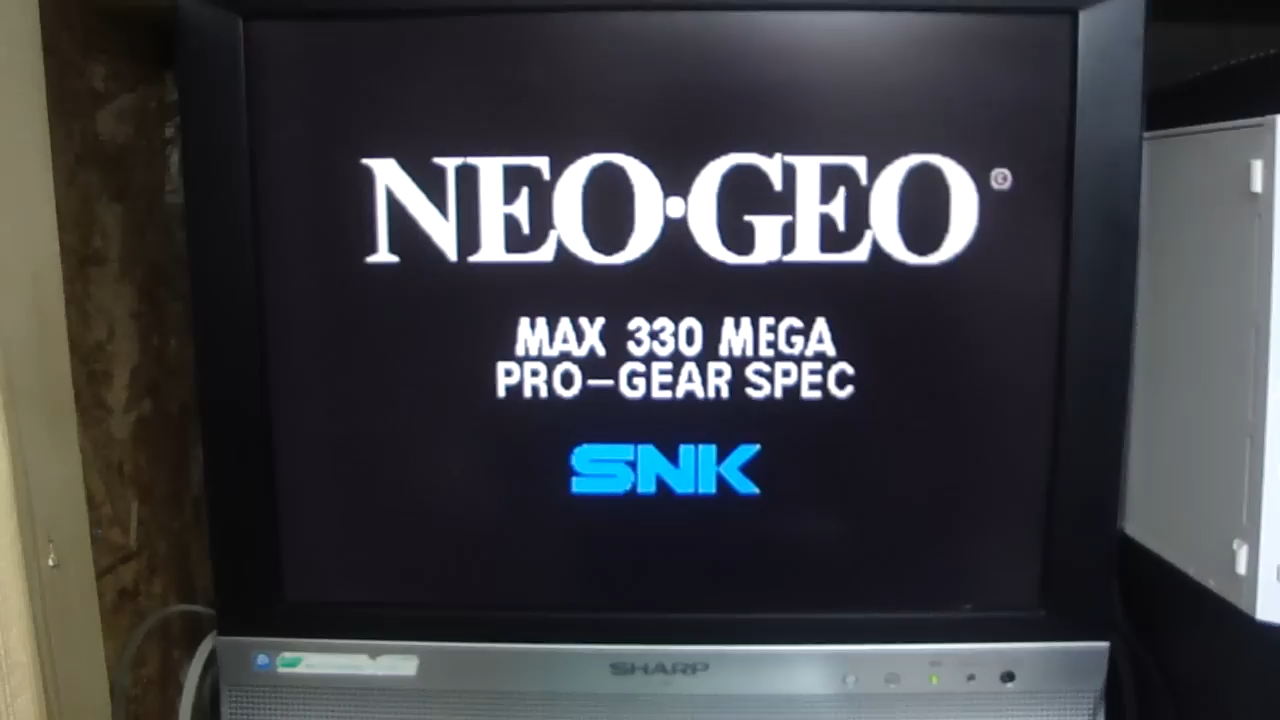 NEO·GEO®
MAX 330 MEGA
PRO-GEAR SPEC
SNK
SHARP